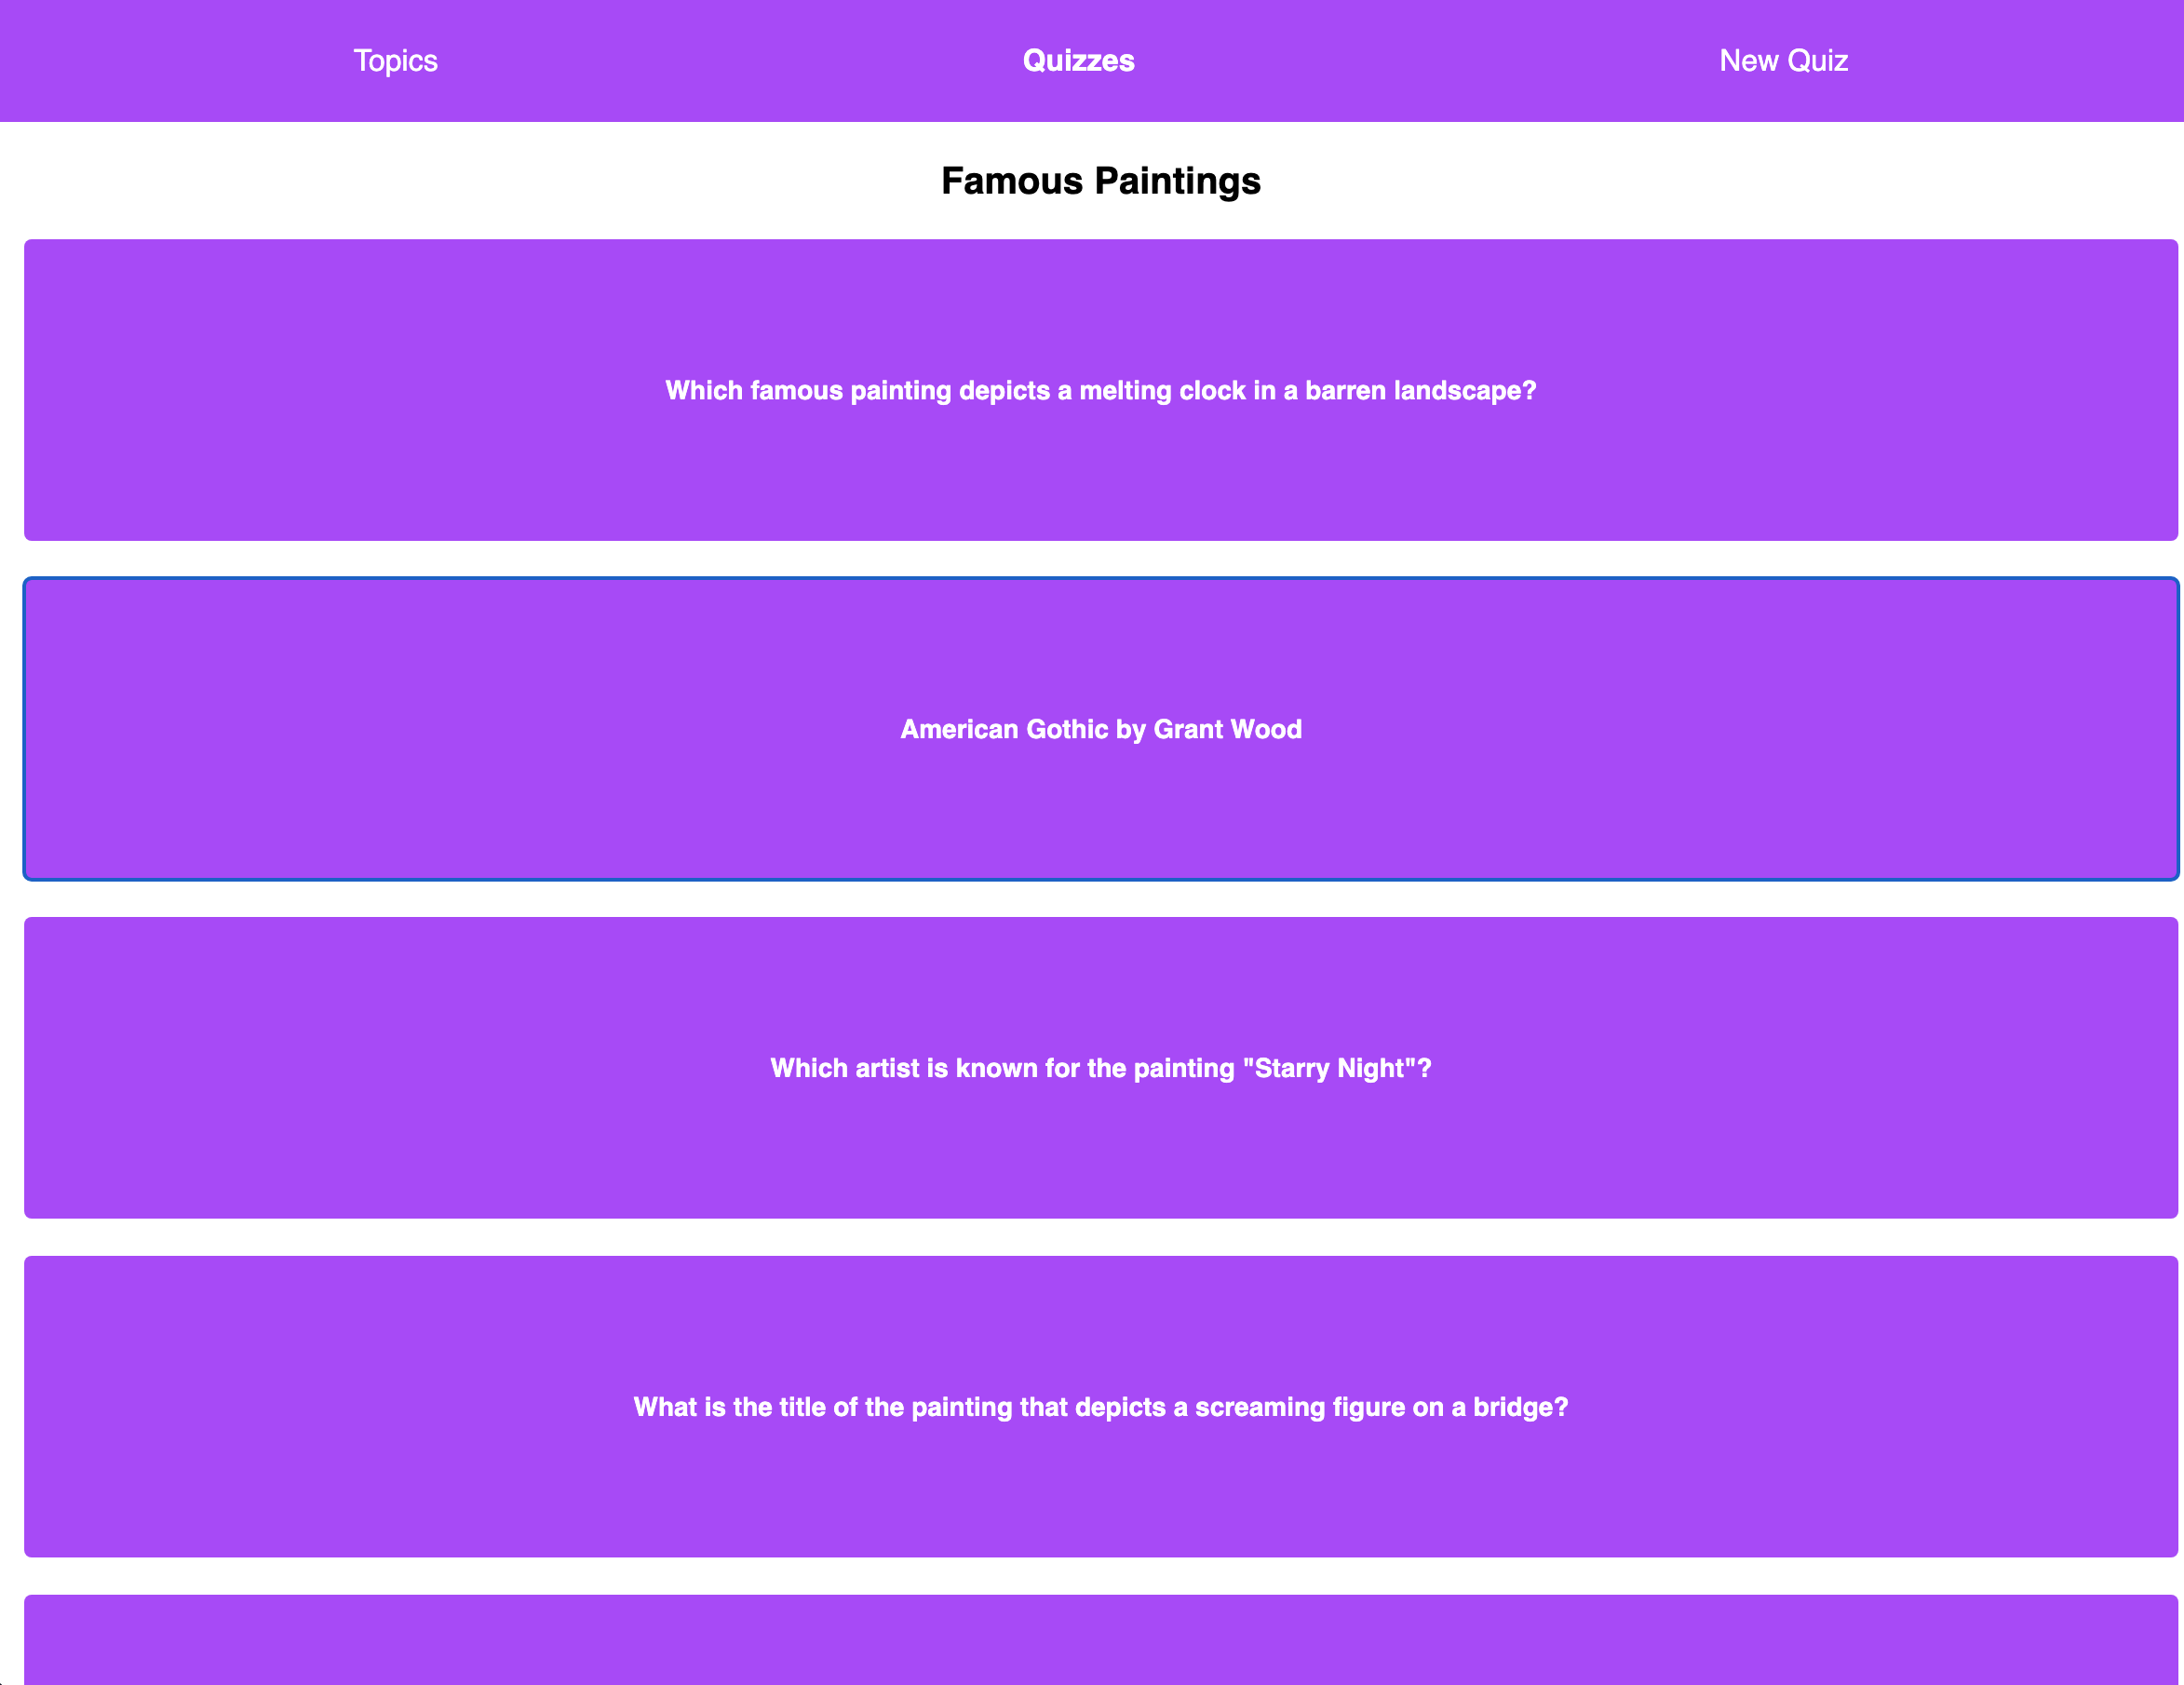 Topics
Quizzes
New Quiz
Famous Paintings
Which famous painting depicts a melting clock in a barren landscape?
American Gothic by Grant Wood
Which artist is known for the painting "Starry Night"?
What is the title of the painting that depicts a screaming figure on a bridge?